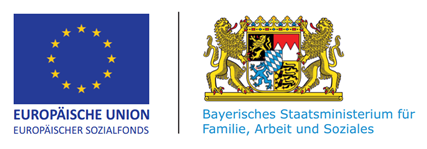 EUROPÄISCHE UNION
EUROPÄISCHER SOZIALFONDS
Bayerisches Staatsministerium für
Familie, Arbeit und Soziales